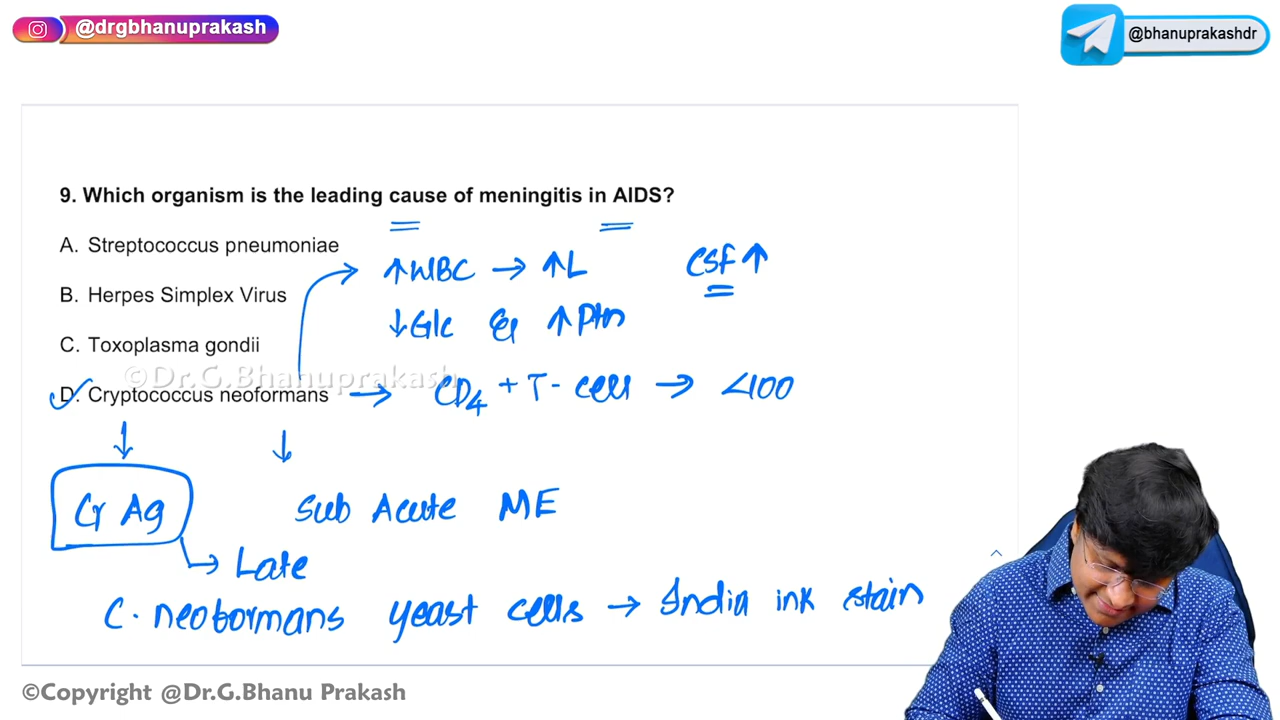 @drgbhanuprakash
@bhanuprakashdr
9. Which organism is the leading cause of meningitis in AIDS?
A. Streptococcus pneumoniae
↑WBC → ↑L
CSF ↑
B. Herpes Simplex Virus
↓Glc & ↑Ptn
C. Toxoplasma gondii
©Dr.G.Bhanuprakash
D. Cryptococcus neoformans → CD4 + T- cell → <100
Cr Ag
Sub Acute ME
→ Late
C. neoformans yeast cells → India ink stain
©Copyright @Dr.G.Bhanu Prakash